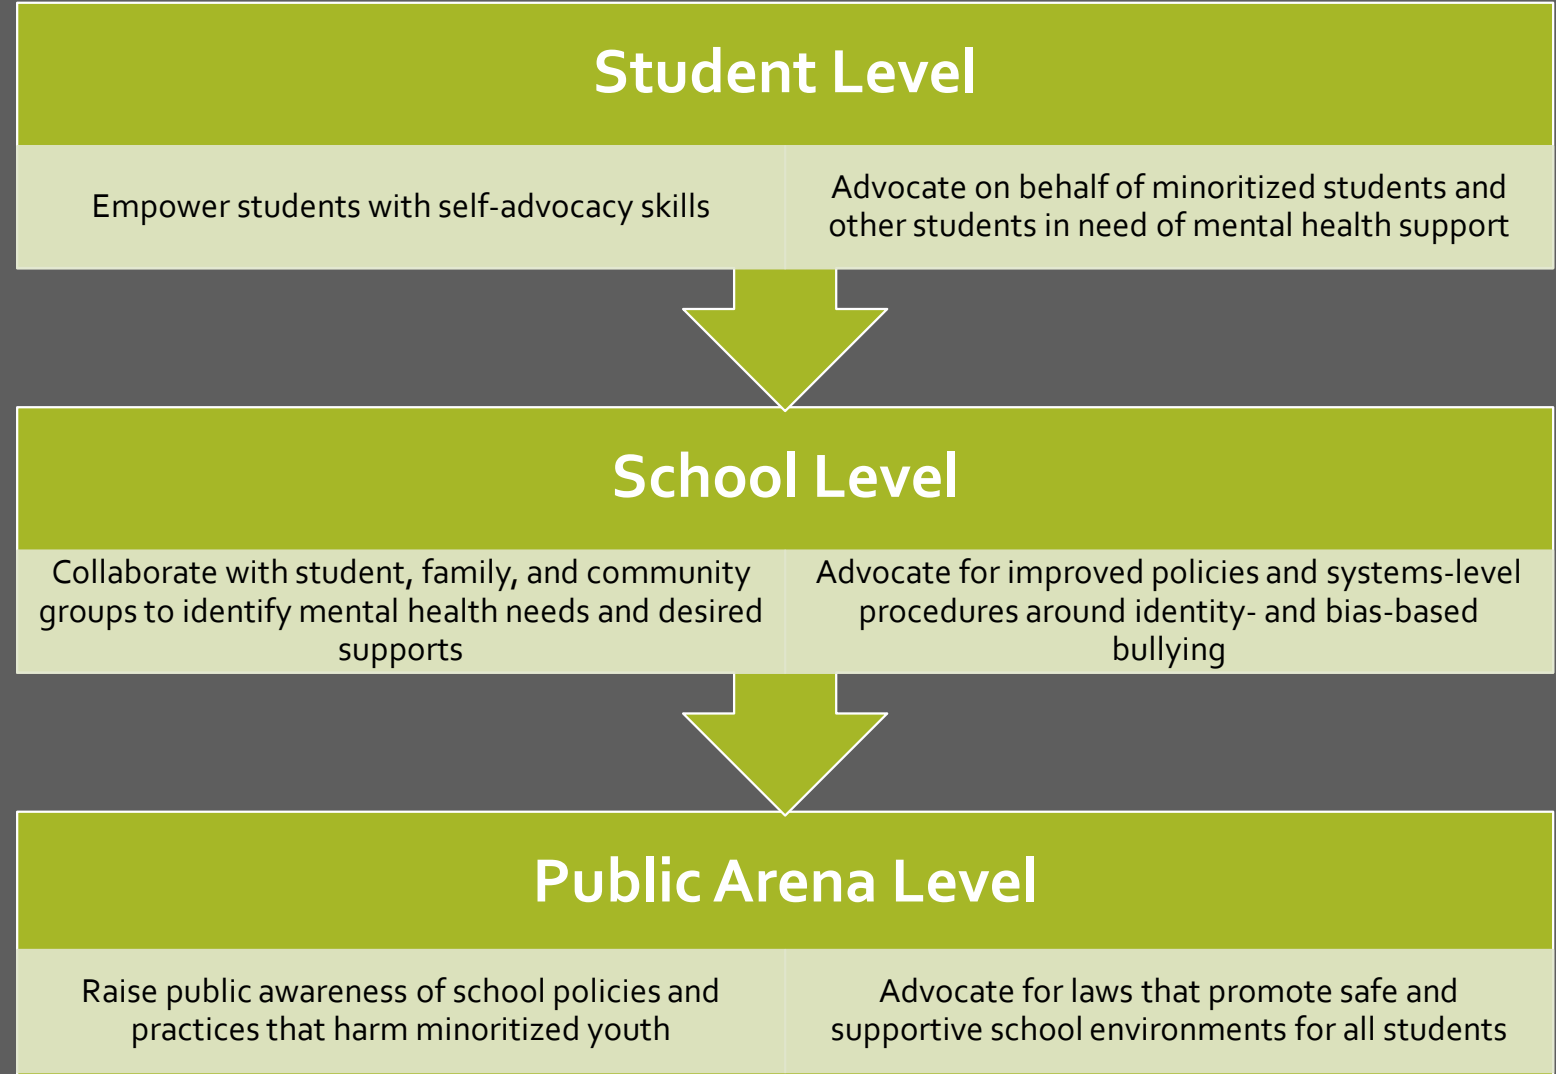 Student Level
Empower students with self-advocacy skills
Advocate on behalf of minoritized students and
other students in need of mental health support
School Level
Collaborate with student, family, and community
groups to identify mental health needs and desired
supports
Advocate for improved policies and systems-level
procedures around identity- and bias-based
bullying
Public Arena Level
Raise public awareness of school policies and
practices that harm minoritized youth
Advocate for laws that promote safe and
supportive school environments for all students